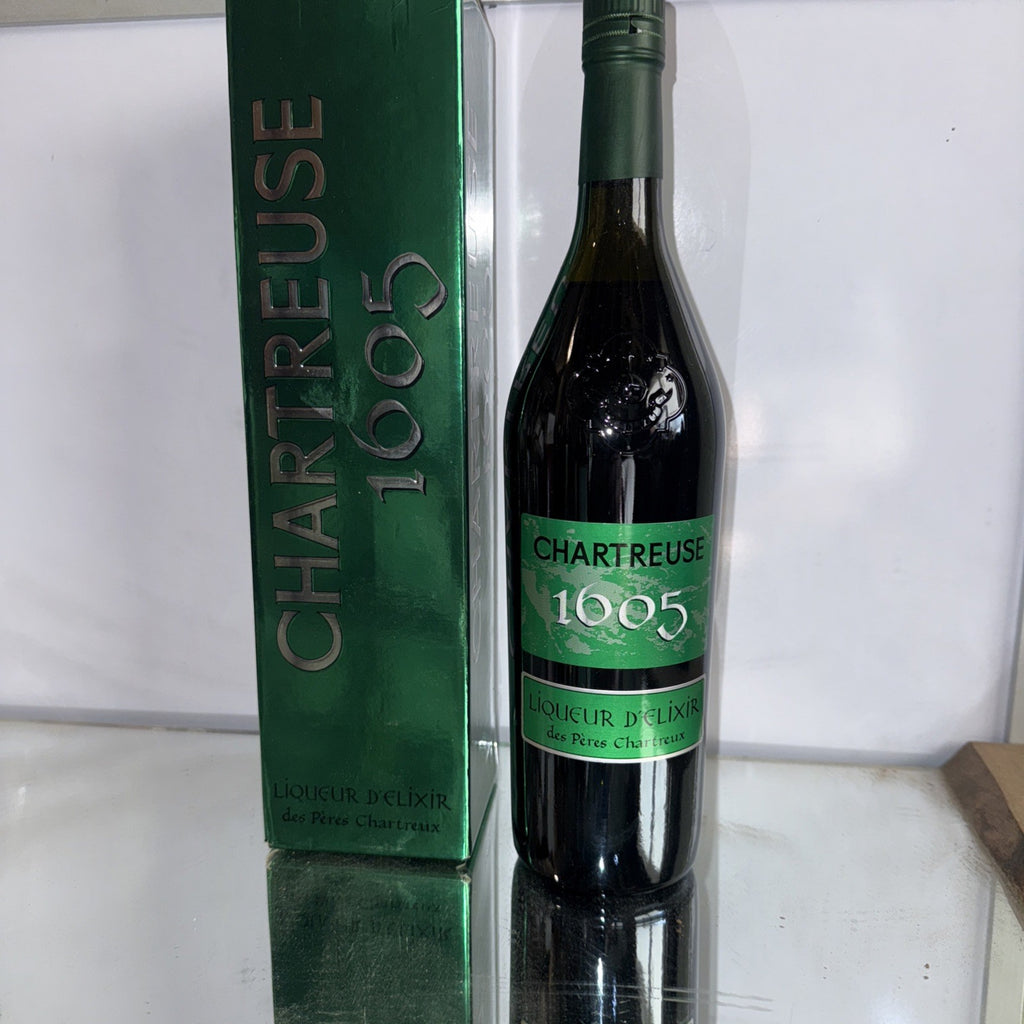 CHARTREUSE
1605
LIQUEUR D'ELIXIR
des Pères Chartreux
CHARTREUSE
1605
LIQUEUR D'ELIXIR
des Pères Chartreux